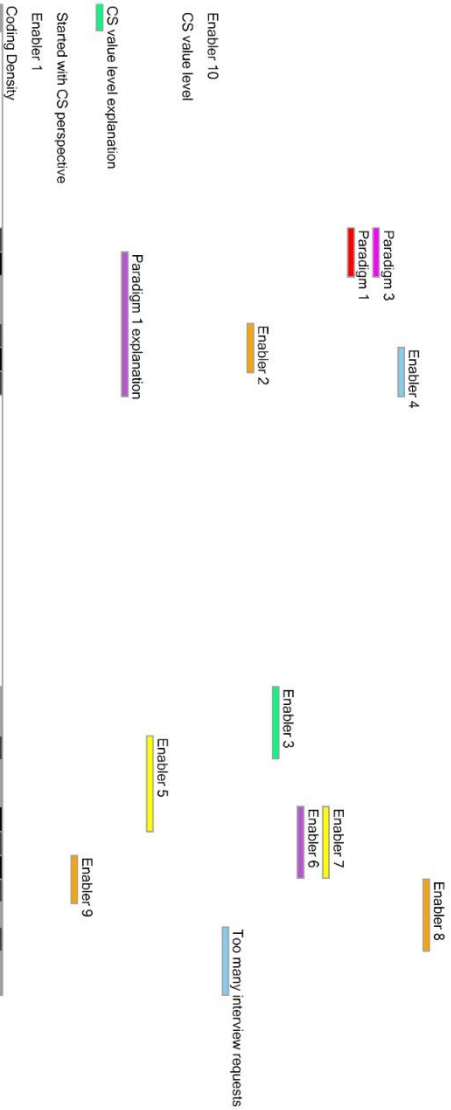 Coding Density
Enabler 1
Started with CS perspective
Enabler 9
CS value level explanation
Paradigm 1 explanation
Enabler 5
CS value level
Enabler 10
Too many interview requests
Enabler 2
Enabler 3
Enabler 6
Enabler 7
Paradigm 1
Paradigm 3
Enabler 4
Enabler 8